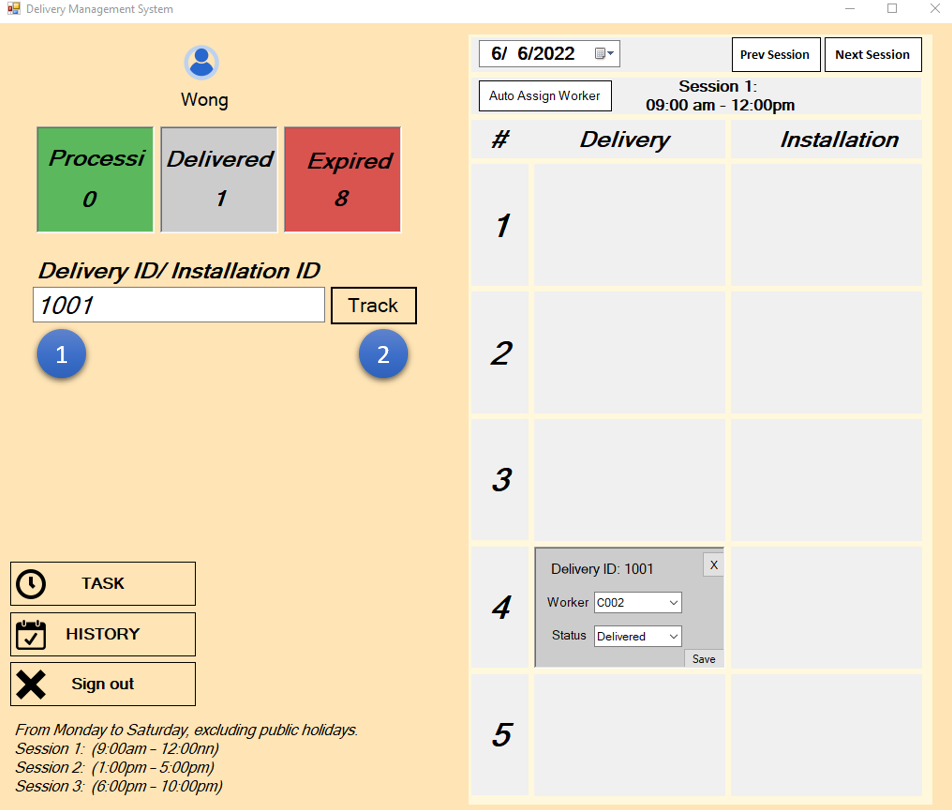 Delivery Management System
Wong
Processi
0
Delivered
1
Expired
8
Delivery ID/ Installation ID
1001
Track
1
2
TASK
HISTORY
Sign out
From Monday to Saturday, excluding public holidays.
Session 1: (9:00am – 12:00nn)
Session 2: (1:00pm – 5:00pm)
Session 3: (6:00pm – 10:00pm)
6/ 6/2022
Prev Session
Next Session
Auto Assign Worker
Session 1:
09:00 am - 12:00pm
# Delivery Installation
1
2
3
4
Delivery ID: 1001
X
Worker C002
Status Delivered
Save
5